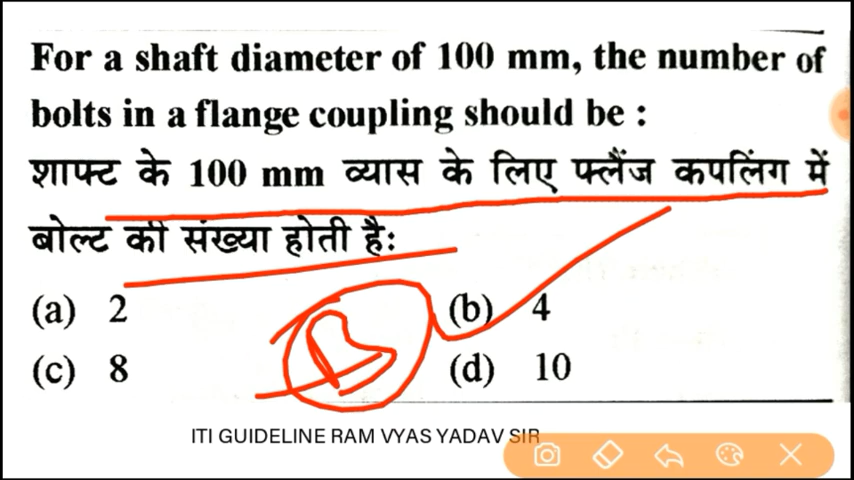 For a shaft diameter of 100 mm, the number of
bolts in a flange coupling should be :
शाफ्ट के 100 mm व्यास के लिए फ्लैंज कपलिंग में
बोल्ट की संख्या होती है:
(a) 2 (b) 4
(c) 8 (d) 10
B
ITI GUIDELINE RAM VYAS YADAV SIR